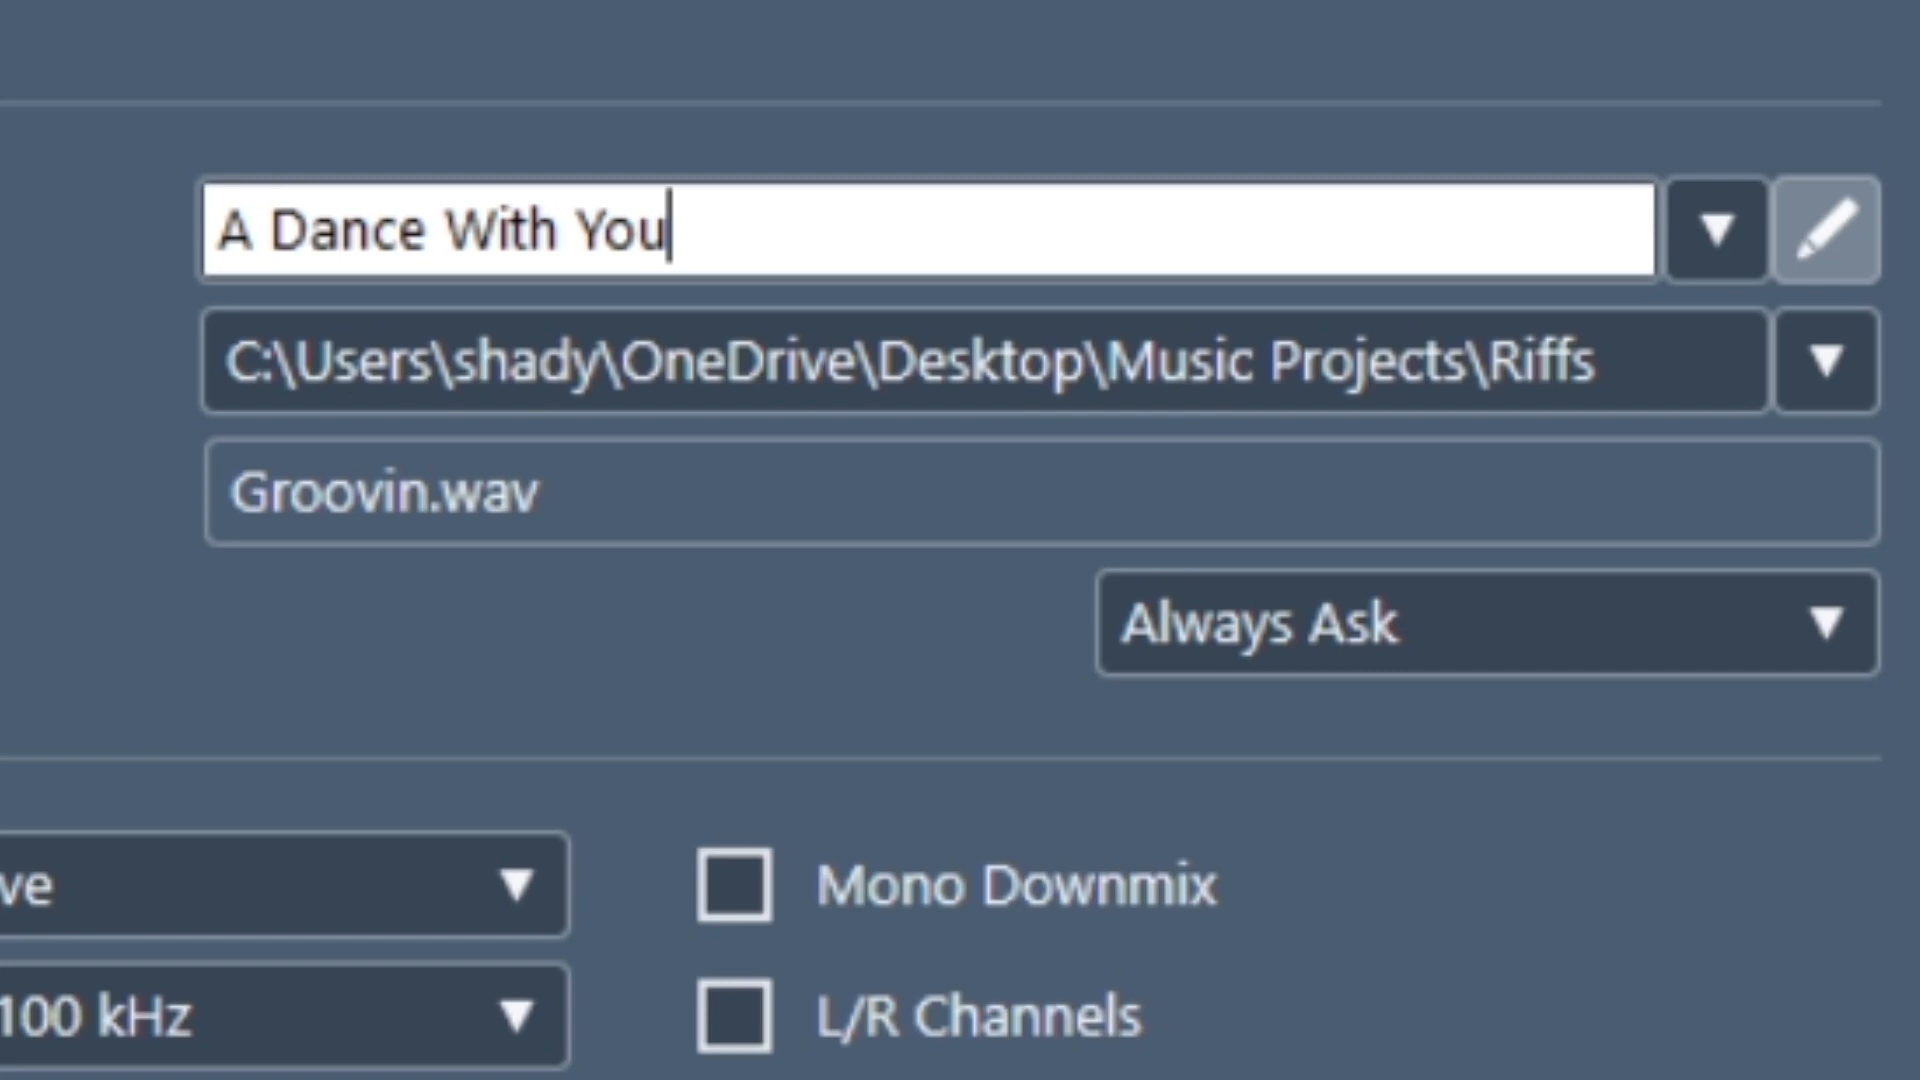 A Dance With You
C:\Users\shady\OneDrive\Desktop\Music Projects\Riffs
Groovin.wav
Always Ask
ve
Mono Downmix
100 kHz
L/R Channels